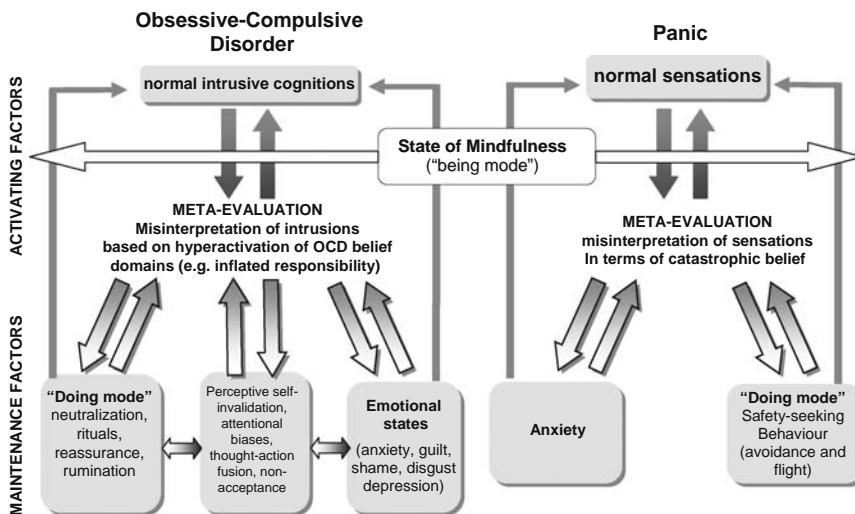 Obsessive-Compulsive
Disorder
normal intrusive cognitions
Panic
normal sensations
ACTIVATING FACTORS
State of Mindfulness
(“being mode”)
META-EVALUATION
Misinterpretation of intrusions
based on hyperactivation of OCD belief
domains (e.g. inflated responsibility)
META-EVALUATION
misinterpretation of sensations
In terms of catastrophic belief
MAINTENANCE FACTORS
“Doing mode”
neutralization,
rituals,
reassurance,
rumination
Perceptive self-
invalidation,
attentional
biases,
thought-action
fusion, non-
acceptance
Emotional
states
(anxiety, guilt,
shame, disgust
depression)
Anxiety
“Doing mode”
Safety-seeking
Behaviour
(avoidance and
flight)